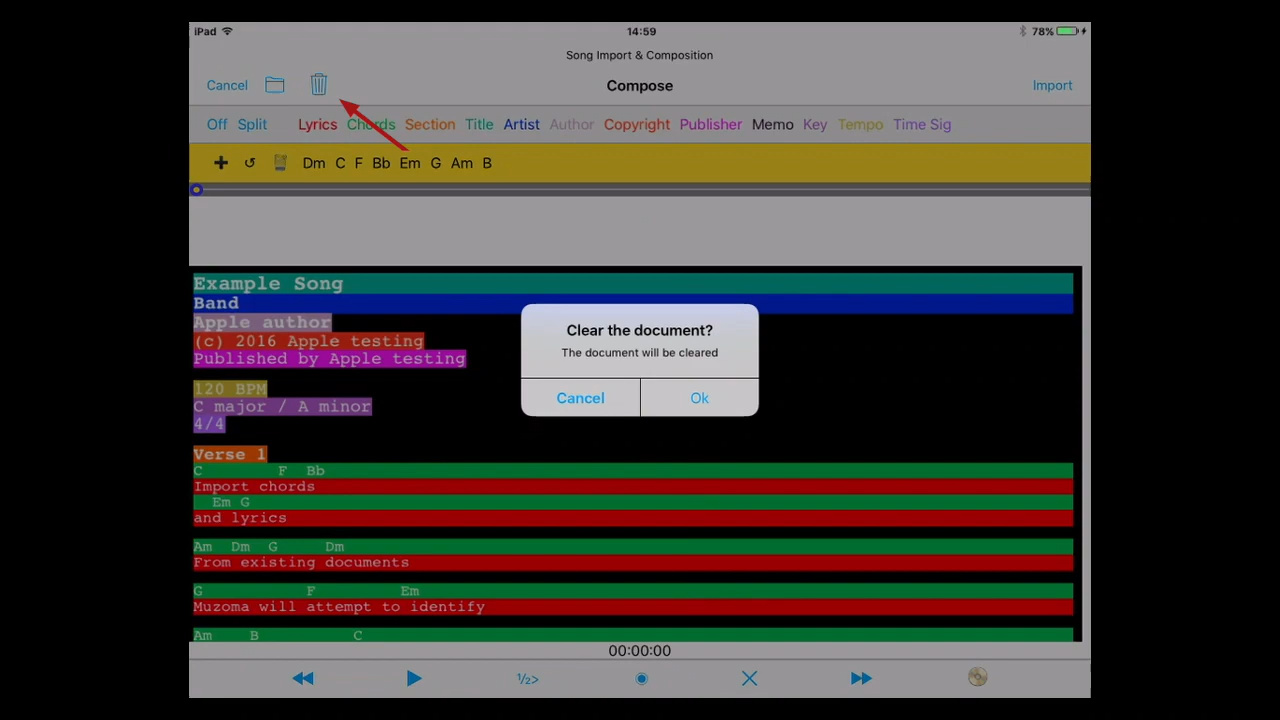 iPad 14:59 78%
Song Import & Composition
Cancel Compose Import
Off Split Lyrics Chords Section Title Artist Author Copyright Publisher Memo Key Tempo Time Sig
+ ↺ Dm C F Bb Em G Am B
Example Song
Band
Apple author
(c) 2016 Apple testing
Published by Apple testing
120 BPM
C major / A minor
4/4
Verse 1
C F Bb
Import chords
Em G
and lyrics
Am Dm G Dm
From existing documents
G F Em
Muzoma will attempt to identify
Am B C
Clear the document?
The document will be cleared
Cancel Ok
00:00:00
½>